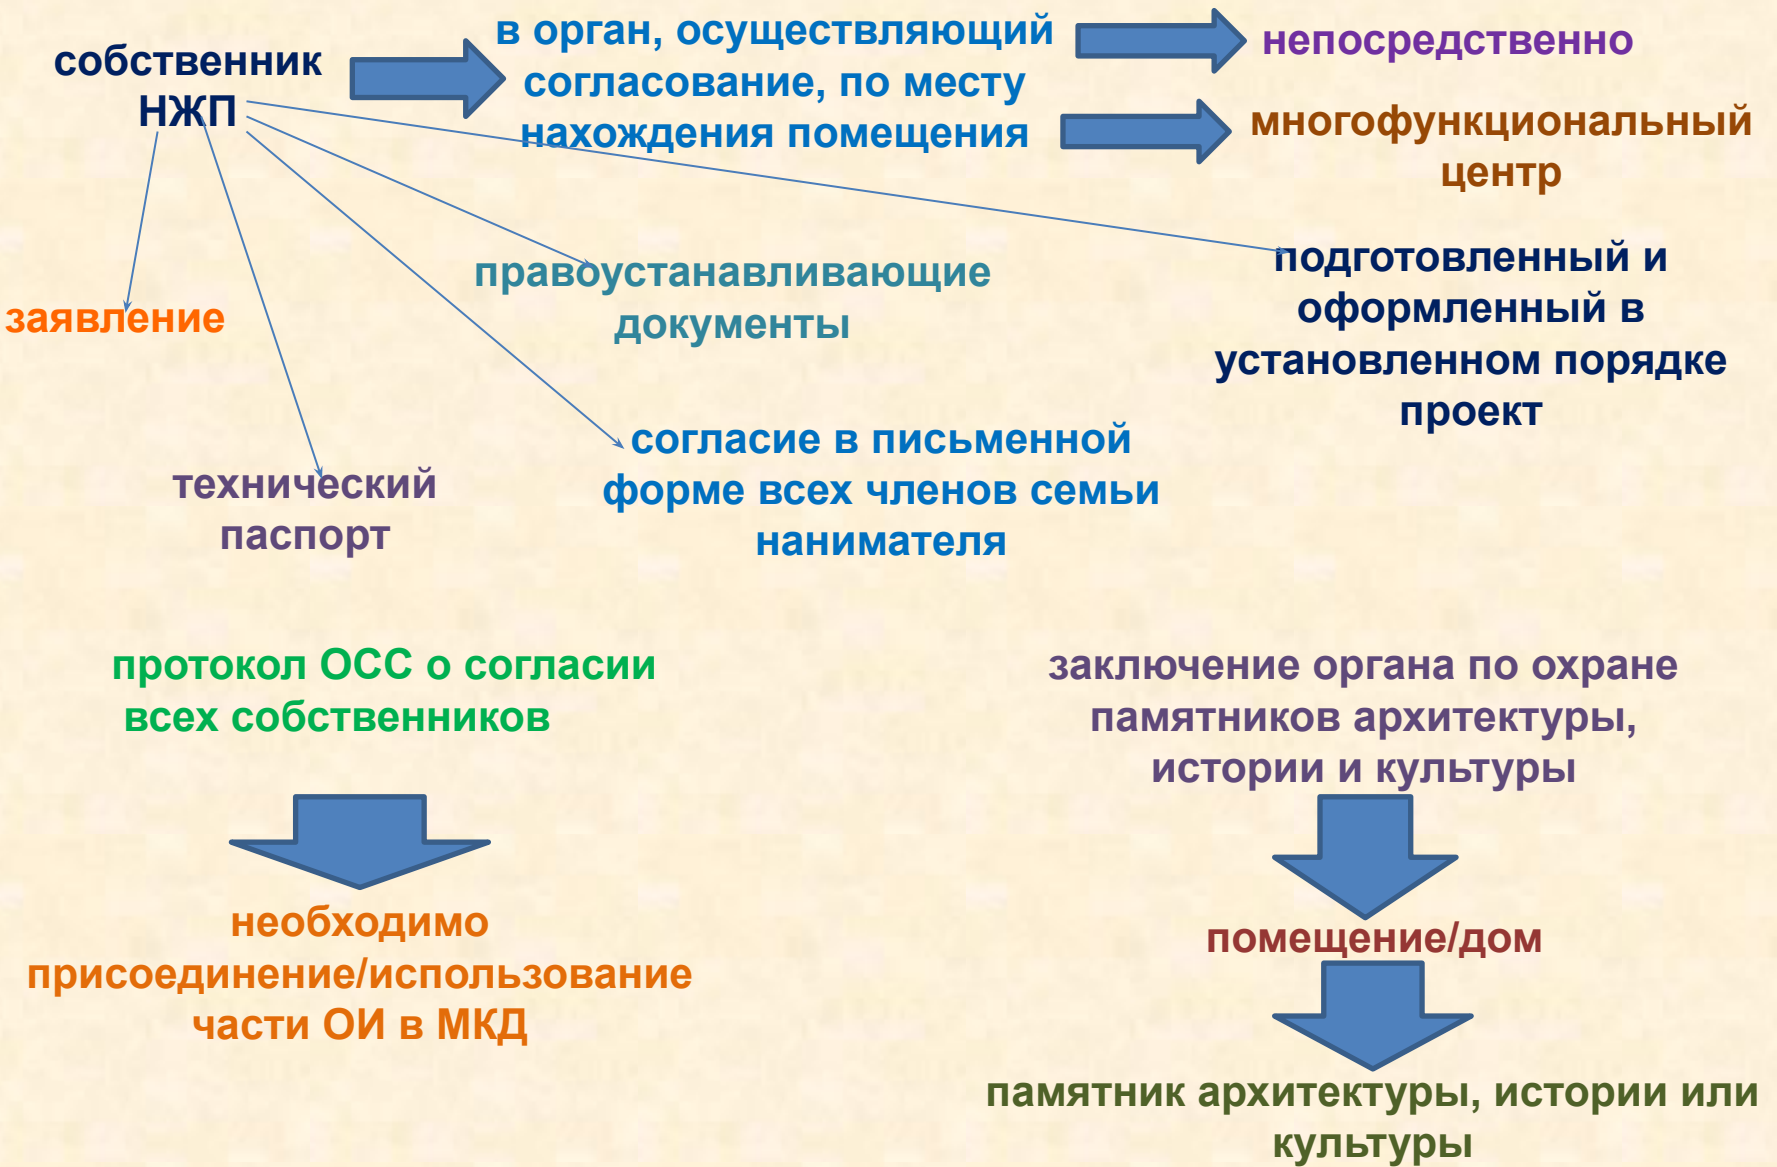 собственник
НЖП
в орган, осуществляющий
согласование, по месту
нахождения помещения
непосредственно
многофункциональный
центр
заявление
правоустанавливающие
документы
подготовленный и
оформленный в
установленном порядке
проект
технический
паспорт
согласие в письменной
форме всех членов семьи
нанимателя
протокол ОСС о согласии
всех собственников
необходимо
присоединение/использование
части ОИ в МКД
заключение органа по охране
памятников архитектуры,
истории и культуры
помещение/дом
памятник архитектуры, истории или
культуры